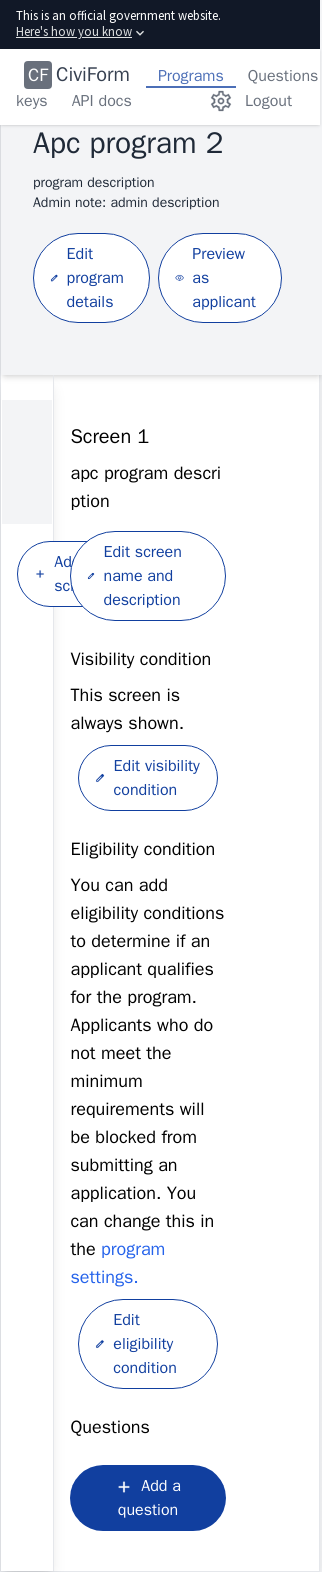 This is an official government website.
Here's how you know
CF CiviForm Programs Questions
keys API docs Logout
Apc program 2
program description
Admin note: admin description
Edit
program
details
Preview
as
applicant
Screen 1
apc program descri
ption
Edit screen
name and
description
Visibility condition
This screen is
always shown.
Edit visibility
condition
Eligibility condition
You can add
eligibility conditions
to determine if an
applicant qualifies
for the program.
Applicants who do
not meet the
minimum
requirements will
be blocked from
submitting an
application. You
can change this in
the program
settings.
Edit
eligibility
condition
Questions
Add a
question